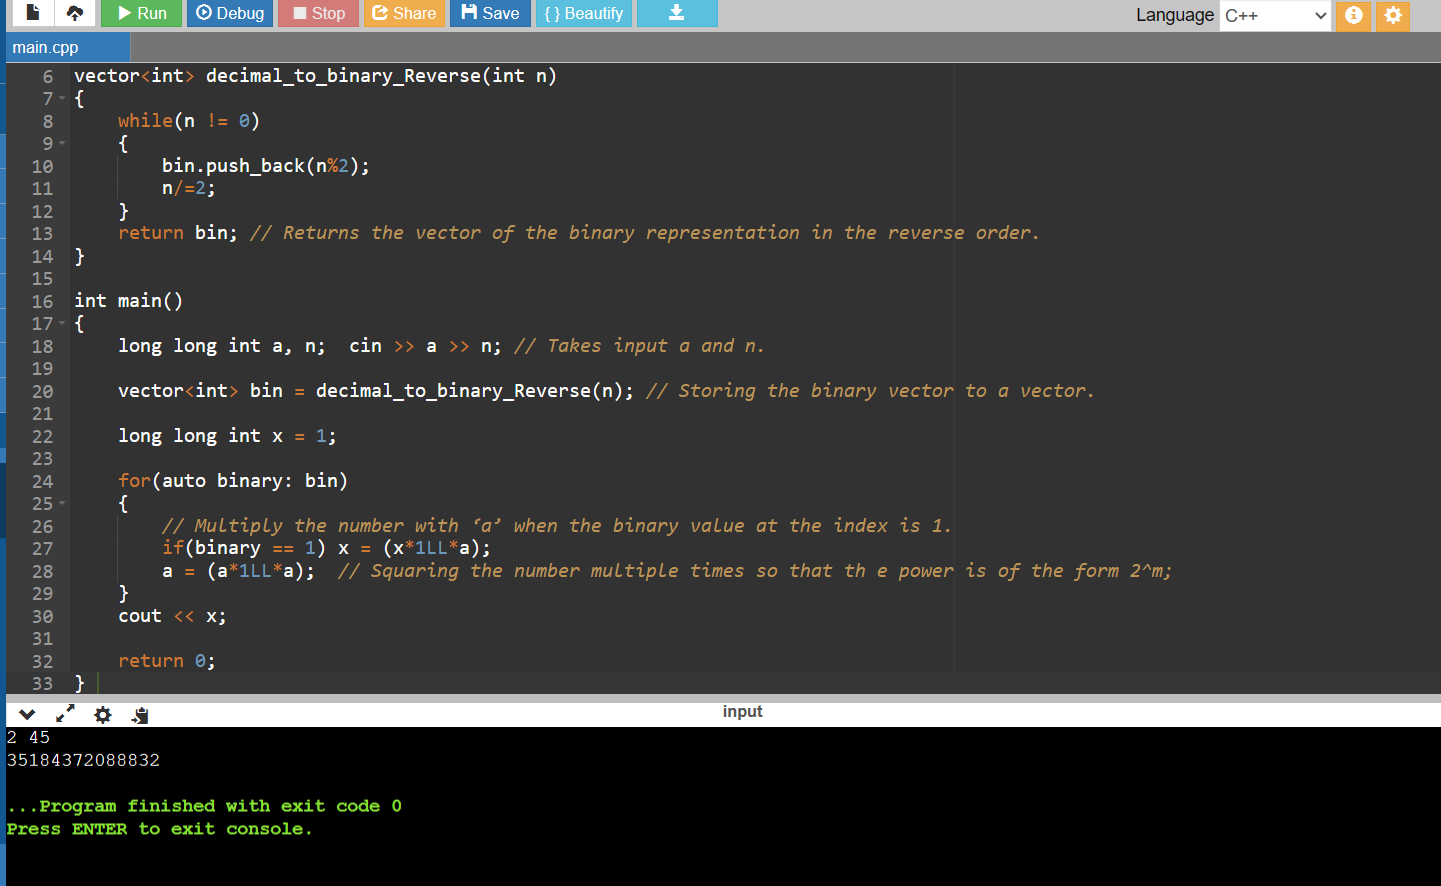 Run Debug Stop Share Save { } Beautify Language C++
main.cpp
6 vector<int> decimal_to_binary_Reverse(int n)
7 {
8 while(n != 0)
9 {
10 bin.push_back(n%2);
11 n/=2;
12 }
13 return bin; // Returns the vector of the binary representation in the reverse order.
14 }
15
16 int main()
17 {
18 long long int a, n;  cin >> a >> n; // Takes input a and n.
19
20 vector<int> bin = decimal_to_binary_Reverse(n); // Storing the binary vector to a vector.
21
22 long long int x = 1;
23
24 for(auto binary: bin)
25 {
26 // Multiply the number with ‘a’ when the binary value at the index is 1.
27 if(binary == 1) x = (x*1LL*a);
28 a = (a*1LL*a);  // Squaring the number multiple times so that th e power is of the form 2^m;
29 }
30 cout << x;
31
32 return 0;
33 }
input
2 45
35184372088832
...Program finished with exit code 0
Press ENTER to exit console.